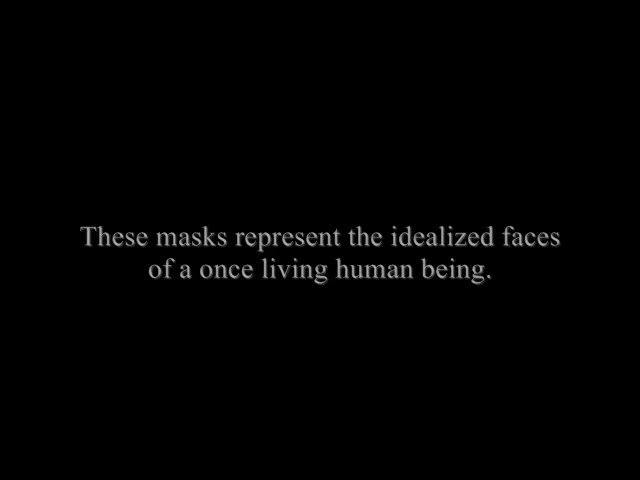 These masks represent the idealized faces
of a once living human being.